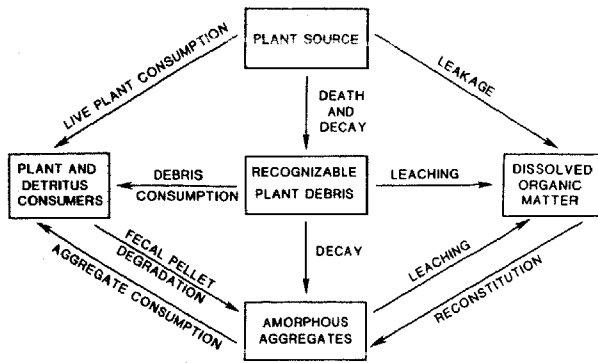 PLANT SOURCE
LIVE PLANT CONSUMPTION
LEAKAGE
DEATH
AND
DECAY
PLANT AND
DETRITUS
CONSUMERS
DEBRIS
CONSUMPTION
RECOGNIZABLE
PLANT DEBRIS
LEACHING
DISSOLVED
ORGANIC
MATTER
FECAL PELLET
DEGRADATION
AGGREGATE CONSUMPTION
DECAY
LEACHING
RECONSTITUTION
AMORPHOUS
AGGREGATES